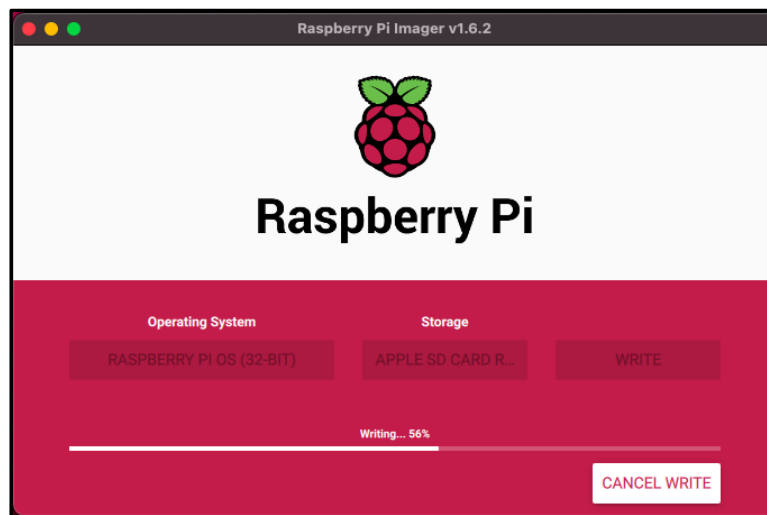 Raspberry Pi Imager v1.6.2
Raspberry Pi
Operating System Storage
RASPBERRY PI OS (32-BIT) APPLE SD CARD R... WRITE
Writing... 56%
CANCEL WRITE